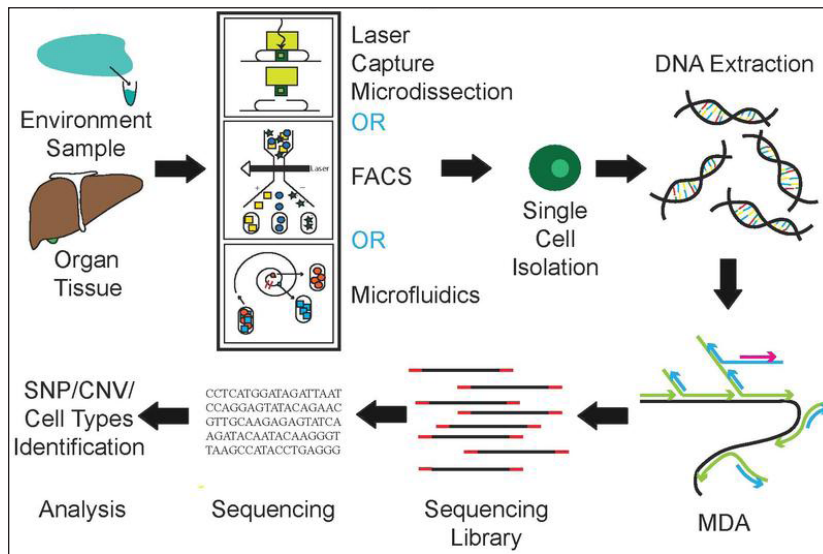 Environment
Sample
Organ
Tissue
Laser
+
−
Laser
Capture
Microdissection
OR
FACS
OR
Microfluidics
Single
Cell
Isolation
DNA Extraction
MDA
Sequencing
Library
CCTCATGGATAGATTAAT
CCAGGAGTATACAGAAC
GTTGCAAGAGAGTATCA
AGATACAATACAAGGGT
TAAGCCATACCTGAGGG
Sequencing
SNP/CNV/
Cell Types
Identification
Analysis